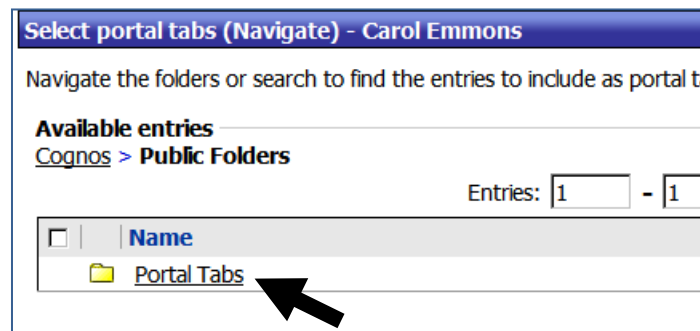 Select portal tabs (Navigate) - Carol Emmons
Navigate the folders or search to find the entries to include as portal
Available entries
Cognos > Public Folders
Entries: 1 - 1
Name
Portal Tabs